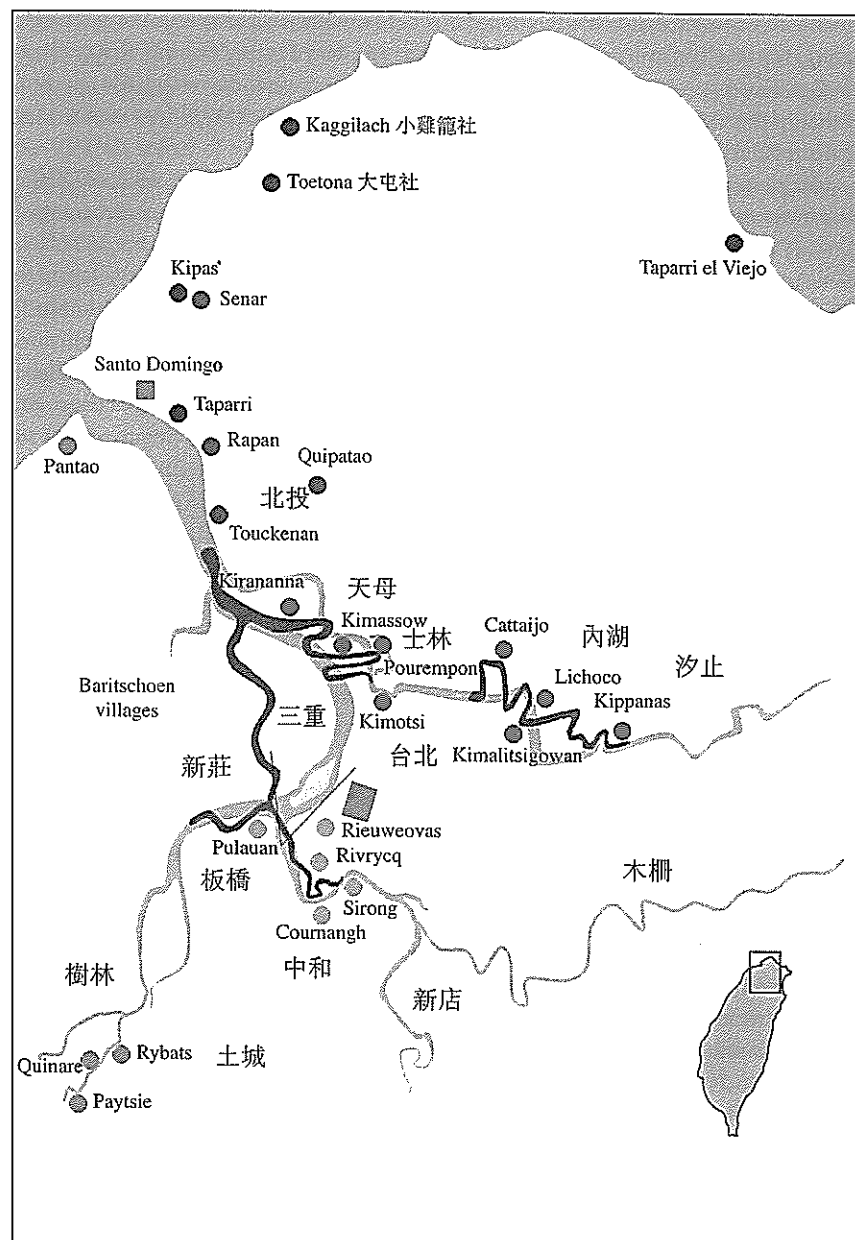 Kaggilach 小雞籠社
Toetona 大屯社
Taparri el Viejo
Kipas'
Senar
Santo Domingo
Taparri
Rapan
Pantao
Quipatao
北投
Touckenan
Kirananna
天母
Kimassow
士林
Cattaijo
內湖
Pourempon
汐止
Lichoco
Baritschoen
villages
Kippanas
三重
Kimotsi
台北
Kimalitsigowan
新莊
Pulauan
Rieuweovas
Rivrycq
板橋
木柵
Sirong
Cournangh
中和
樹林
新店
Quinare
Rybats
土城
Paytsie